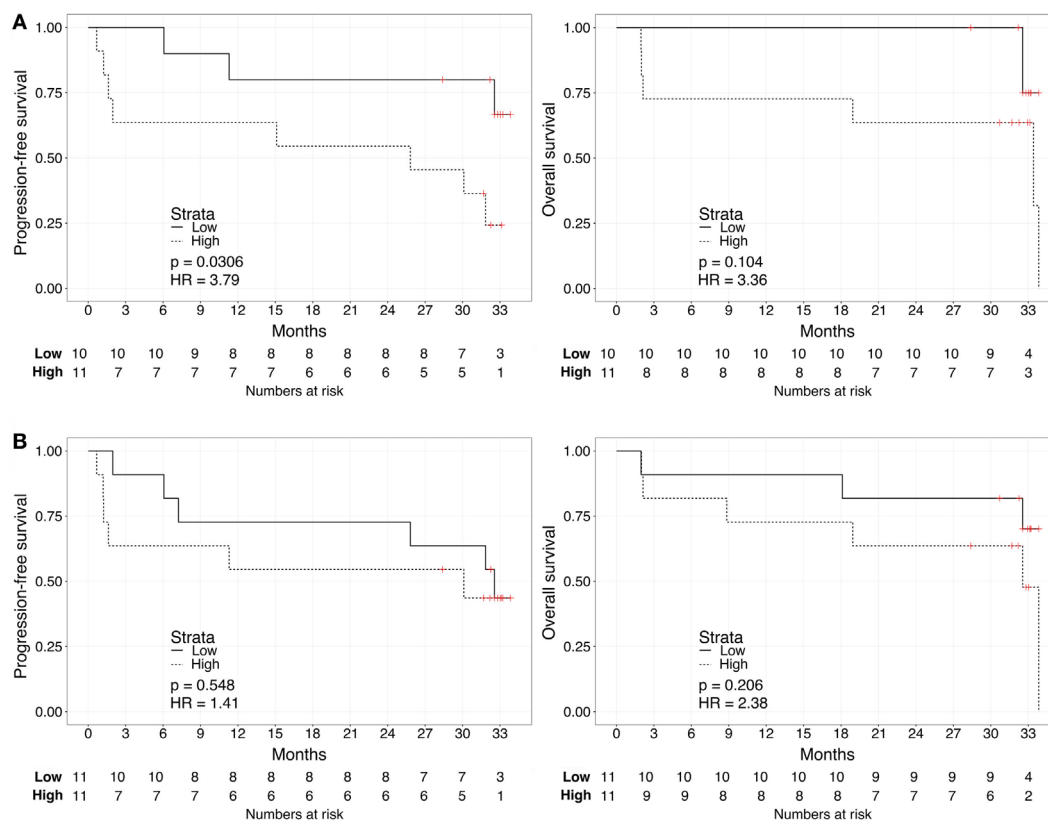 A
Progression-free survival
1.00
0.75
0.50
0.25
0.00
Strata
Low
High
p = 0.0306
HR = 3.79
0 3 6 9 12 15 18 21 24 27 30 33
Months
Low 10 10 10 9 8 8 8 8 8 8 7 3
High 11 7 7 7 7 7 6 6 6 5 5 1
Numbers at risk
Overall survival
1.00
0.75
0.50
0.25
0.00
Strata
Low
High
p = 0.104
HR = 3.36
0 3 6 9 12 15 18 21 24 27 30 33
Months
Low 10 10 10 10 10 10 10 10 10 10 9 4
High 11 8 8 8 8 8 8 7 7 7 7 3
Numbers at risk
B
Progression-free survival
1.00
0.75
0.50
0.25
0.00
Strata
Low
High
p = 0.548
HR = 1.41
0 3 6 9 12 15 18 21 24 27 30 33
Months
Low 11 10 10 8 8 8 8 8 8 7 7 3
High 11 7 7 7 6 6 6 6 6 6 5 1
Numbers at risk
Overall survival
1.00
0.75
0.50
0.25
0.00
Strata
Low
High
p = 0.206
HR = 2.38
0 3 6 9 12 15 18 21 24 27 30 33
Months
Low 11 10 10 10 10 10 10 9 9 9 9 4
High 11 9 9 8 8 8 8 7 7 7 6 2
Numbers at risk